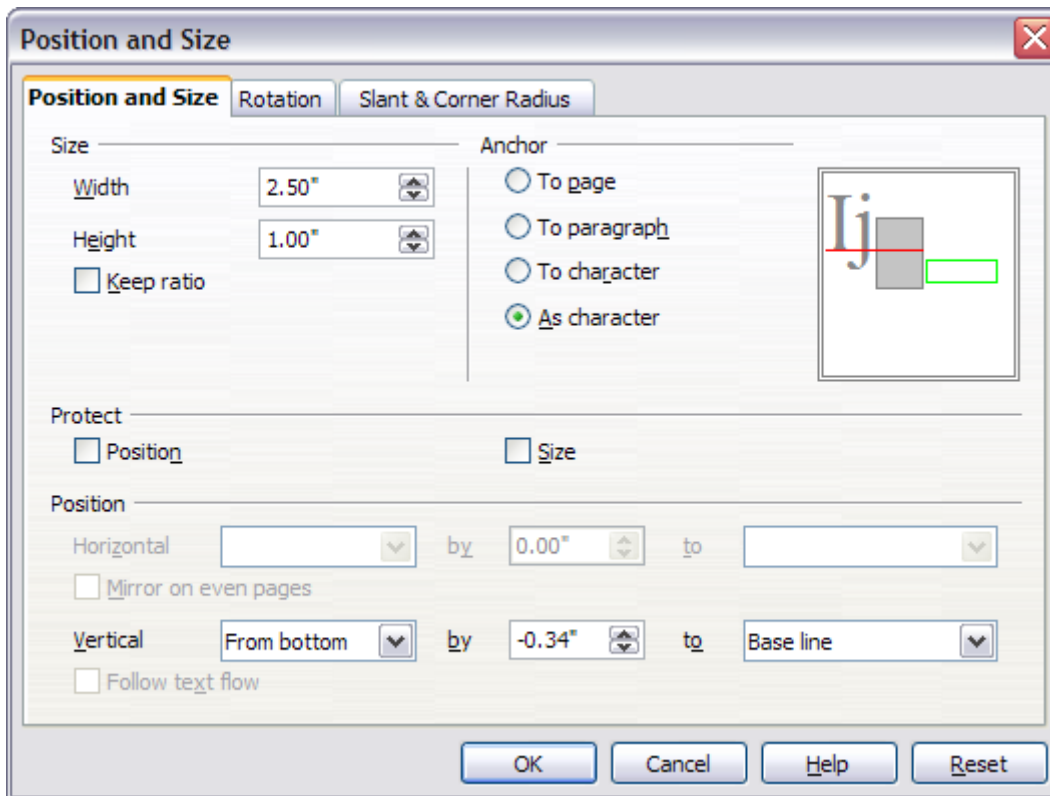 Position and Size
Position and Size Rotation Slant & Corner Radius
Size Anchor
Width 2.50" To page
To paragraph
Height 1.00"
Keep ratio To character
As character
Ij
Protect
Position Size
Position
Horizontal by 0.00" to
Mirror on even pages
Vertical From bottom by -0.34" to Base line
Follow text flow
OK Cancel Help Reset